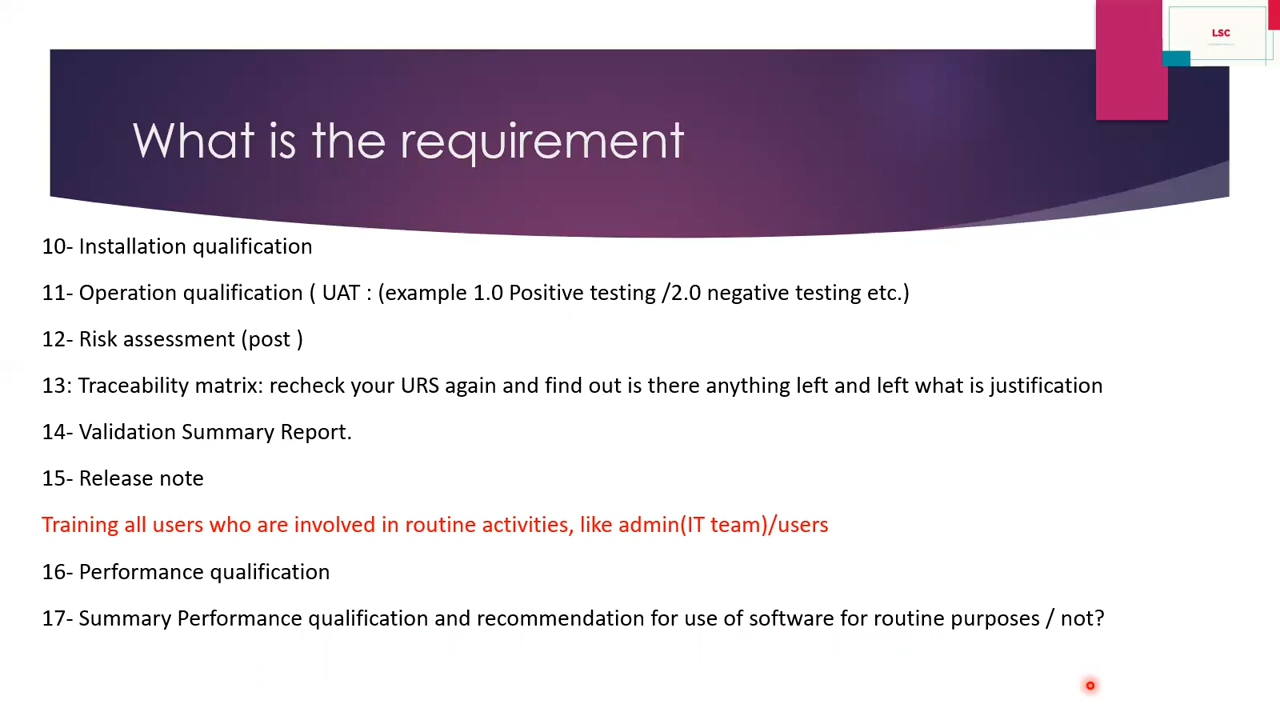 LSC
What is the requirement
10- Installation qualification
11- Operation qualification ( UAT : (example 1.0 Positive testing /2.0 negative testing etc.)
12- Risk assessment (post )
13: Traceability matrix: recheck your URS again and find out is there anything left and left what is justification
14- Validation Summary Report.
15- Release note
Training all users who are involved in routine activities, like admin(IT team)/users
16- Performance qualification
17- Summary Performance qualification and recommendation for use of software for routine purposes / not?